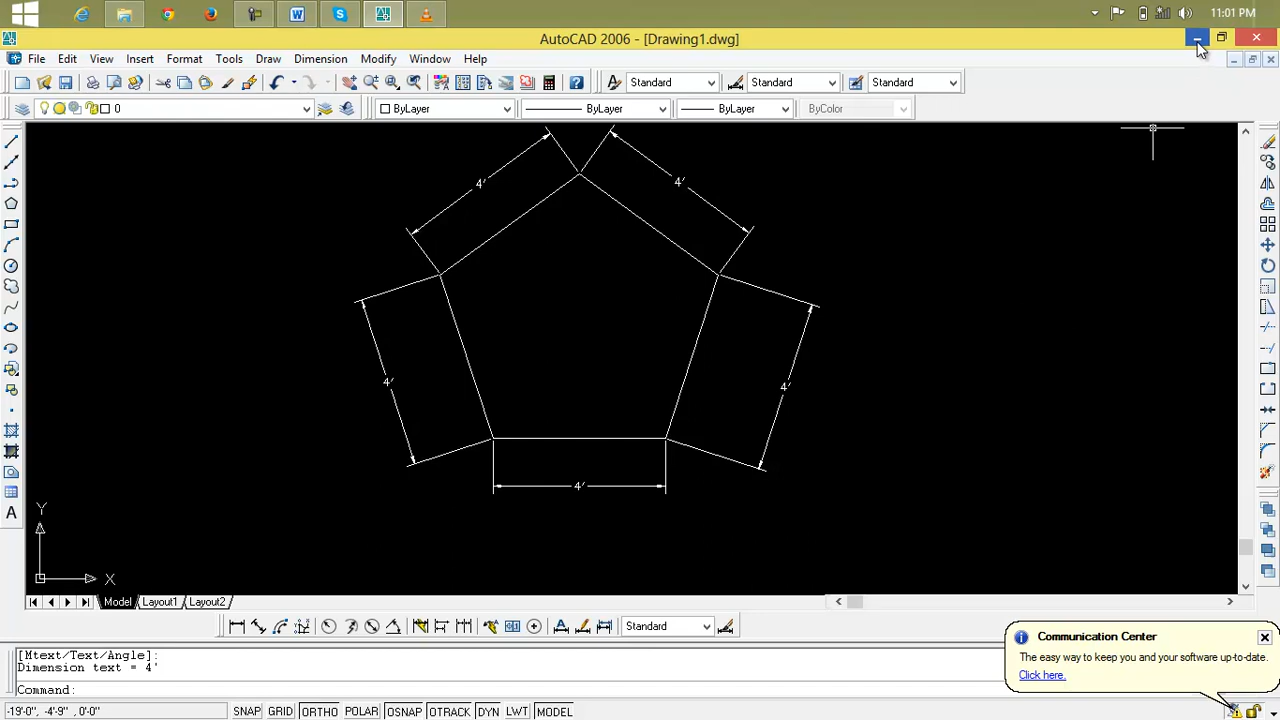 11:01 PM
AutoCAD 2006 - [Drawing1.dwg]
File Edit View Insert Format Tools Draw Dimension Modify Window Help
Standard Standard Standard
0 ByLayer ByLayer ByLayer ByColor
4' 4'
4' 4'
4'
Y
X
A
Model Layout1 Layout2
Standard
[Mtext/Text/Angle]:
Dimension text = 4'
Command:
Communication Center
The easy way to keep you and your software up-to-date.
Click here.
-19'-0", -4'-9" , 0'-0" SNAP GRID ORTHO POLAR OSNAP OTRACK DYN LWT MODEL